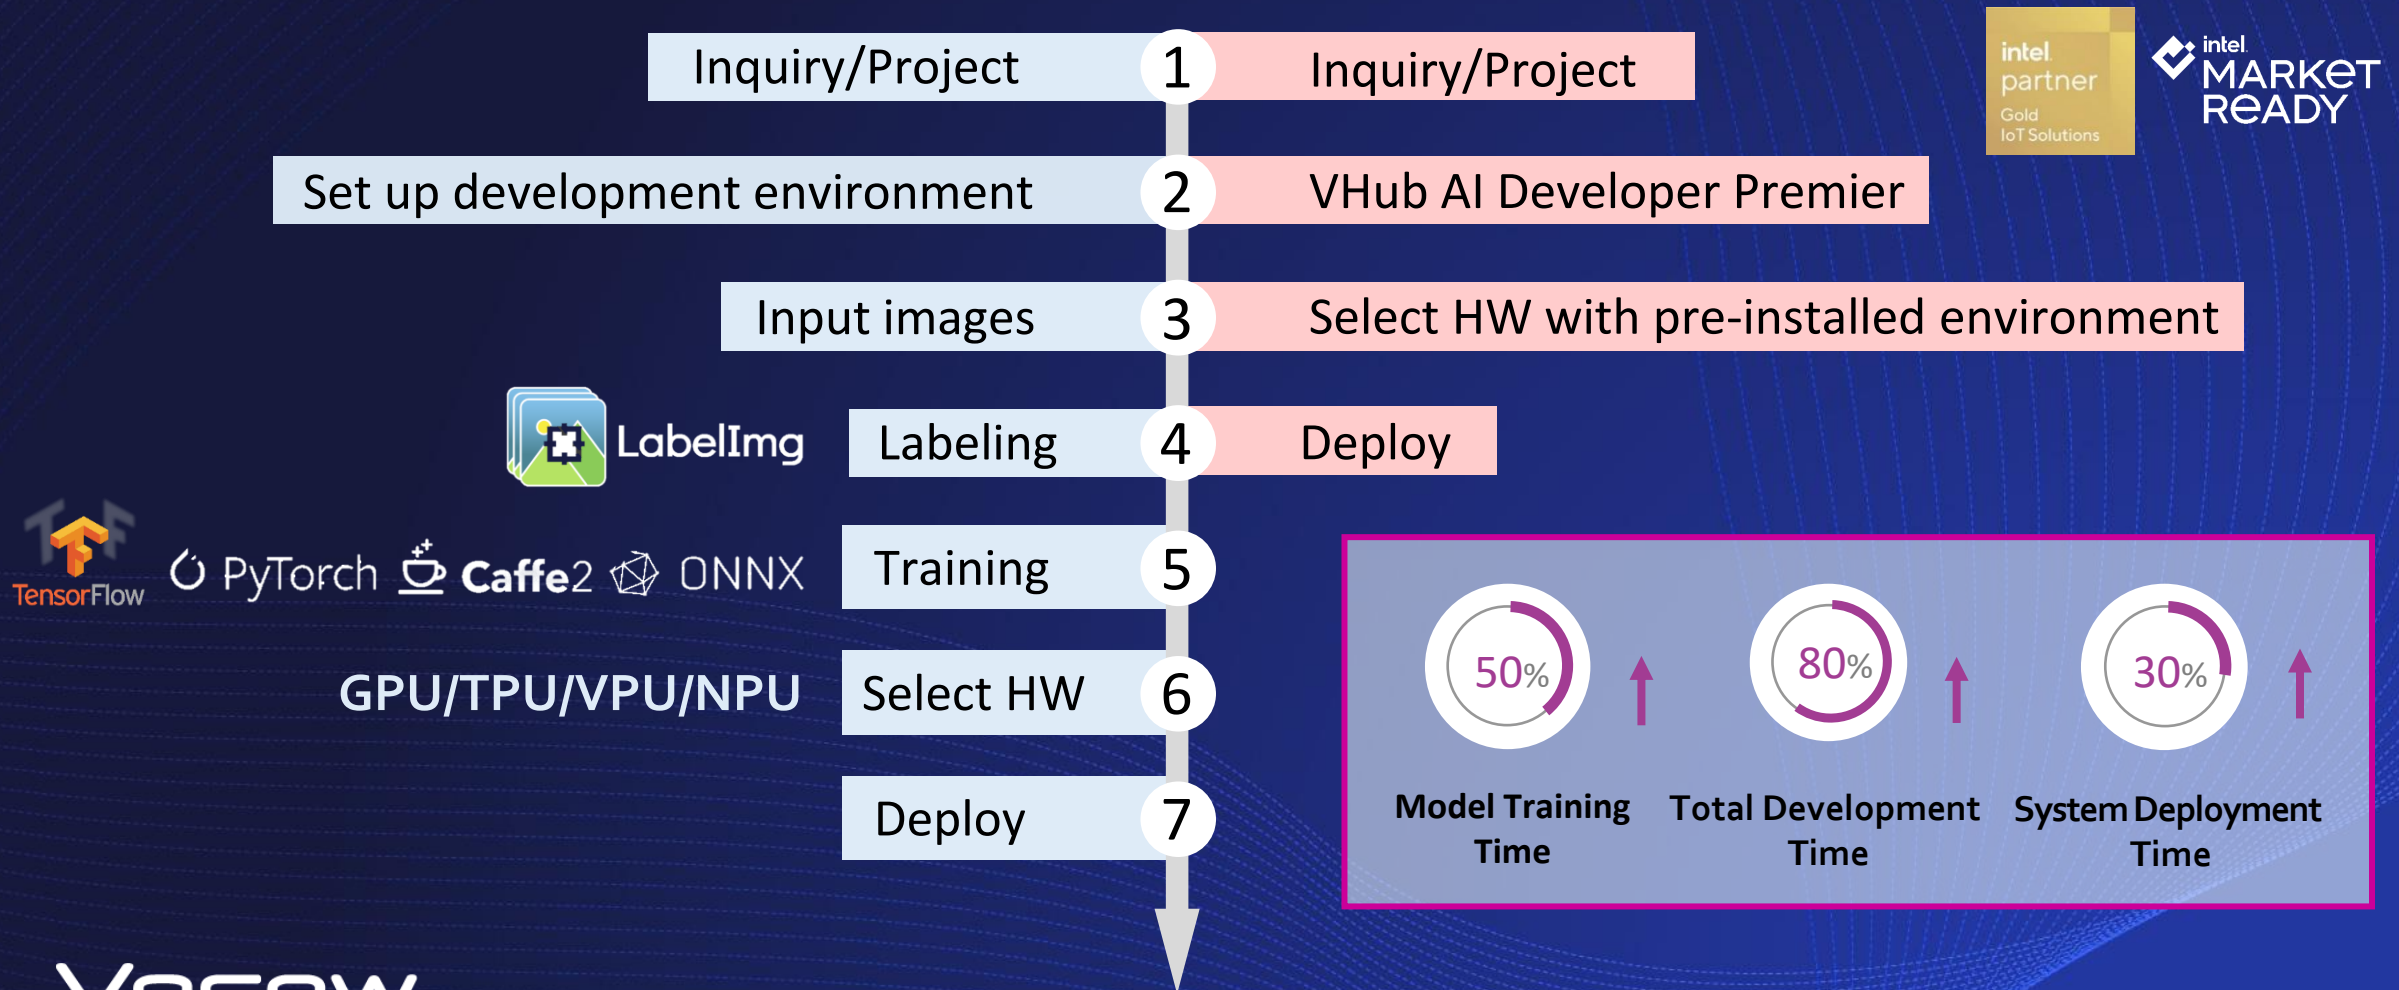 Inquiry/Project 1 Inquiry/Project
intel.
partner
Gold
IoT Solutions
intel.
MARKET
READY
Set up development environment 2 VHub AI Developer Premier
Input images 3 Select HW with pre-installed environment
LabelImg
Labeling 4 Deploy
TF
TensorFlow
PyTorch
Caffe2
ONNX
Training 5
GPU/TPU/VPU/NPU
Select HW 6
Deploy 7
50%
Model Training
Time
80%
Total Development
Time
30%
System Deployment
Time